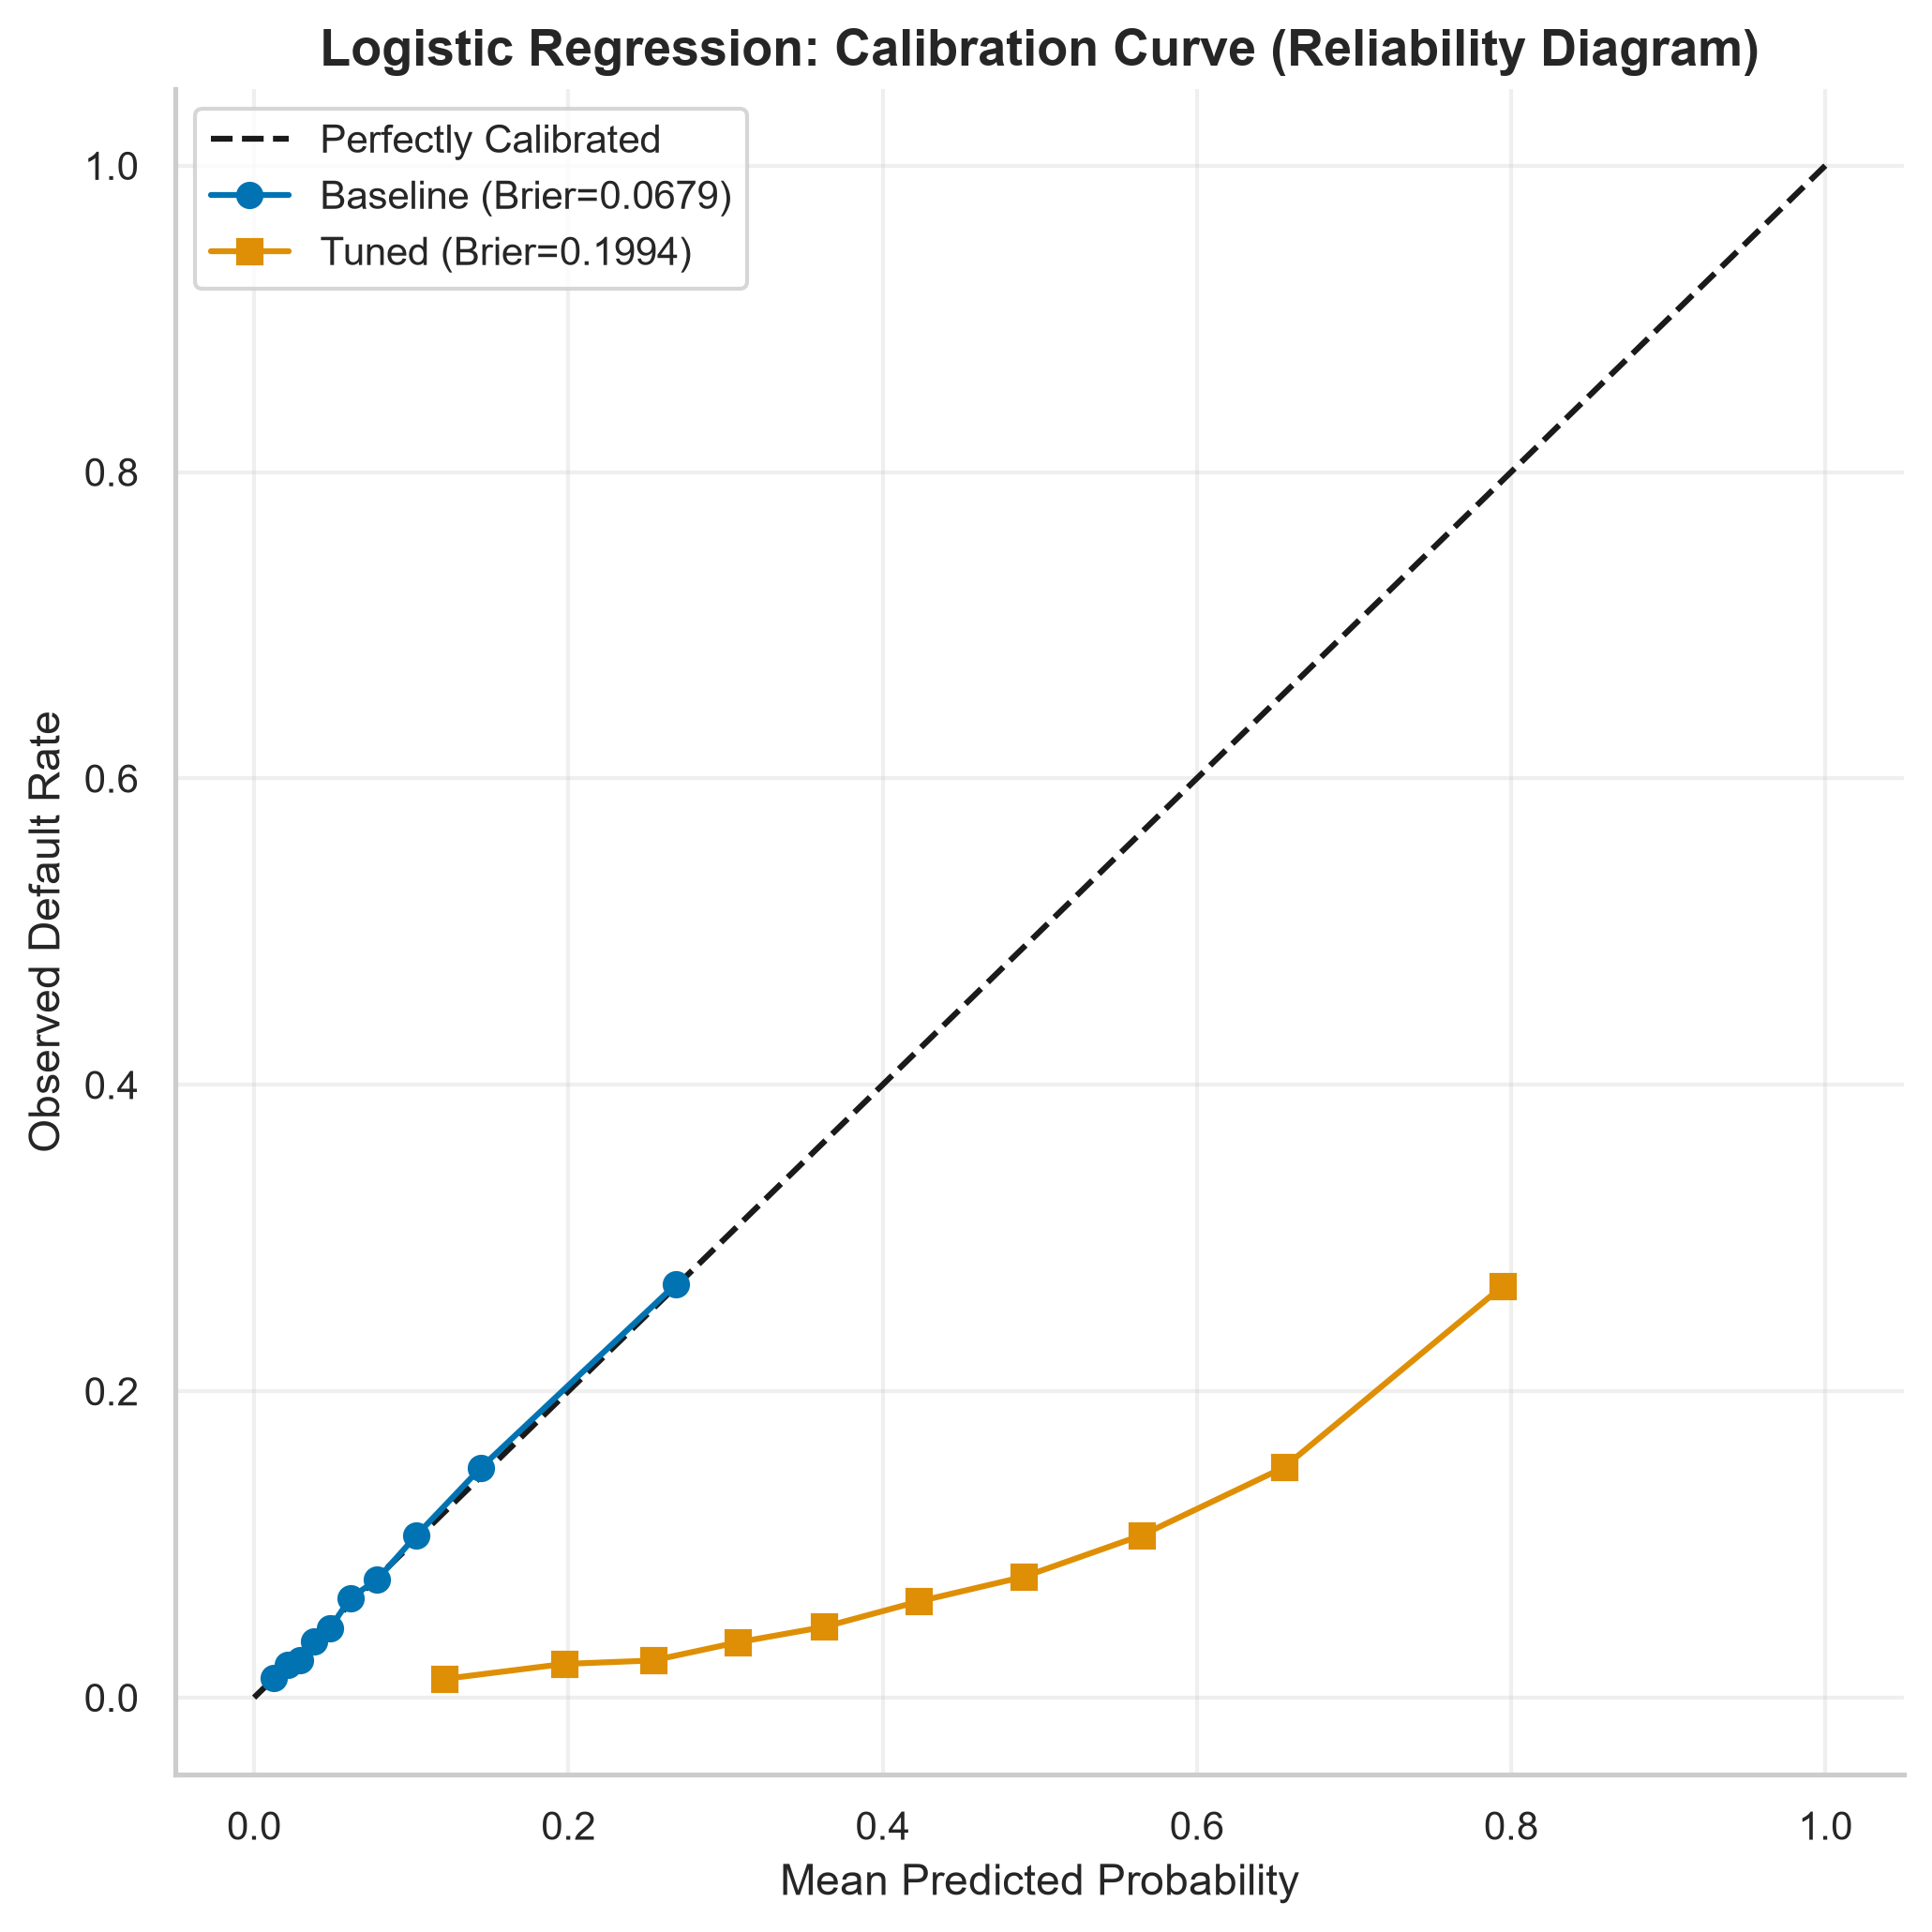 Logistic Regression: Calibration Curve (Reliability Diagram)
Perfectly Calibrated
Baseline (Brier=0.0679)
Tuned (Brier=0.1994)
Observed Default Rate
1.0
0.8
0.6
0.4
0.2
0.0
0.0 0.2 0.4 0.6 0.8 1.0
Mean Predicted Probability